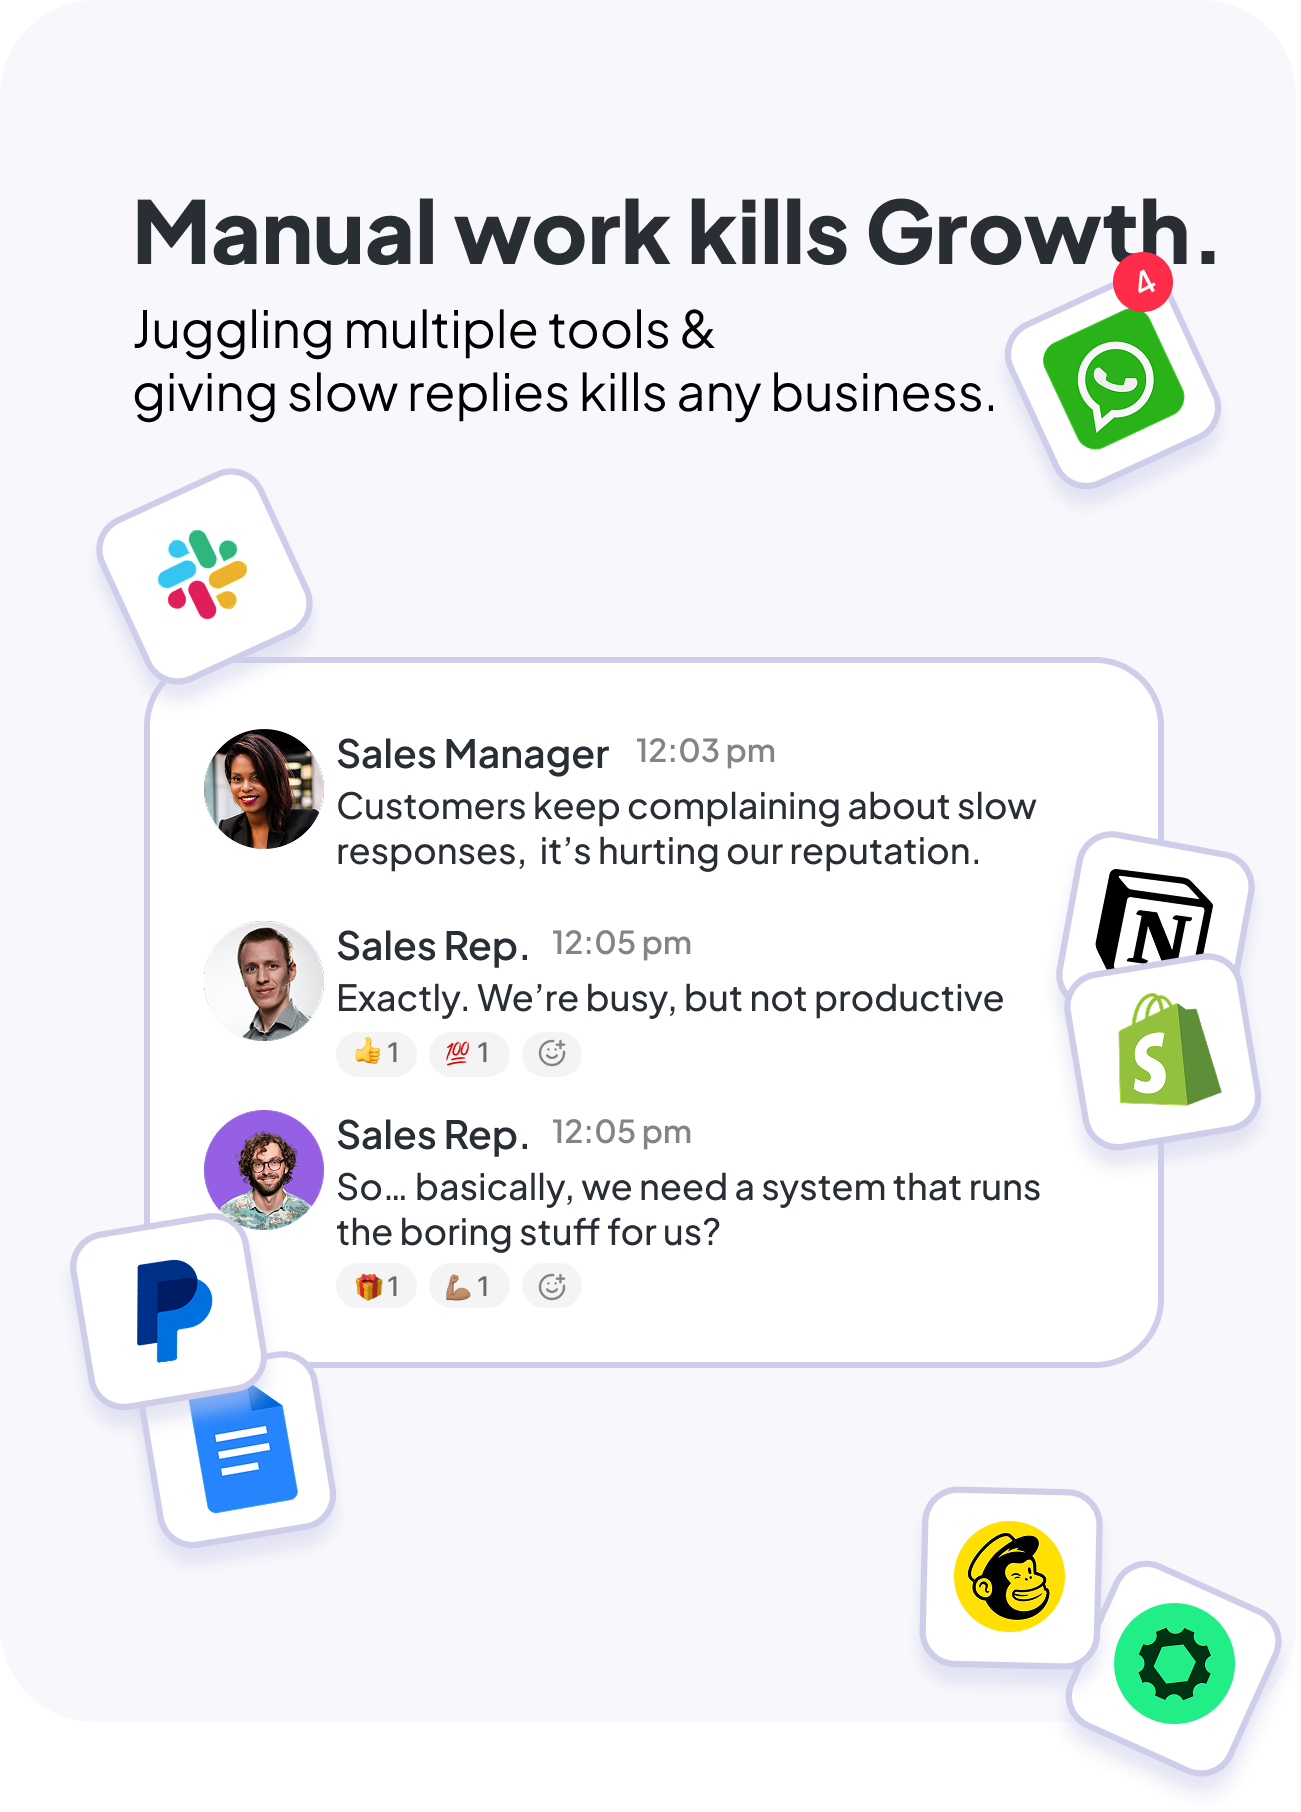 Manual work kills Growth.
4
Juggling multiple tools &
giving slow replies kills any business.
Sales Manager 12:03 pm
Customers keep complaining about slow
responses, it’s hurting our reputation.
N
Sales Rep. 12:05 pm
Exactly. We’re busy, but not productive
👍 1 💯 1
S
Sales Rep. 12:05 pm
So... basically, we need a system that runs
the boring stuff for us?
🎁 1 💪🏽 1